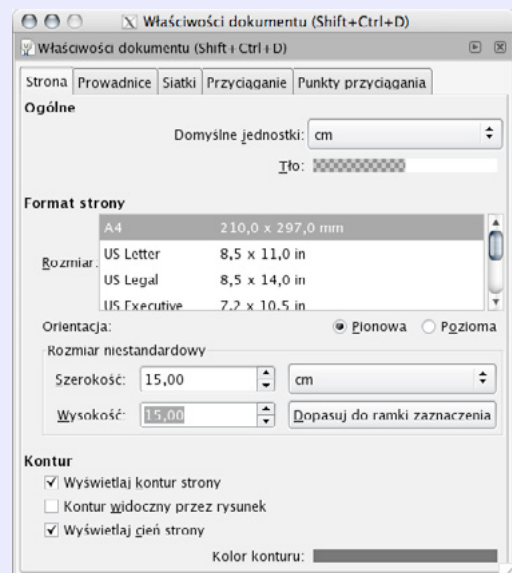 Właściwości dokumentu (Shift+Ctrl+D)
Właściwości dokumentu (Shift+Ctrl+D)
Strona Prowadnice Siatki Przyciąganie Punkty przyciągania
Ogólne
Domyślne jednostki: cm
Tło:
Format strony
A4 210,0 x 297,0 mm
Rozmiar: US Letter 8,5 x 11,0 in
US Legal 8,5 x 14,0 in
US Executive 7,2 x 10,5 in
Orientacja: Pionowa Pozioma
Rozmiar niestandardowy
Szerokość: 15,00 cm
Wysokość: 15,00 Dopasuj do ramki zaznaczenia
Kontur
Wyświetlaj kontur strony
Kontur widoczny przez rysunek
Wyświetlaj cień strony
Kolor konturu: